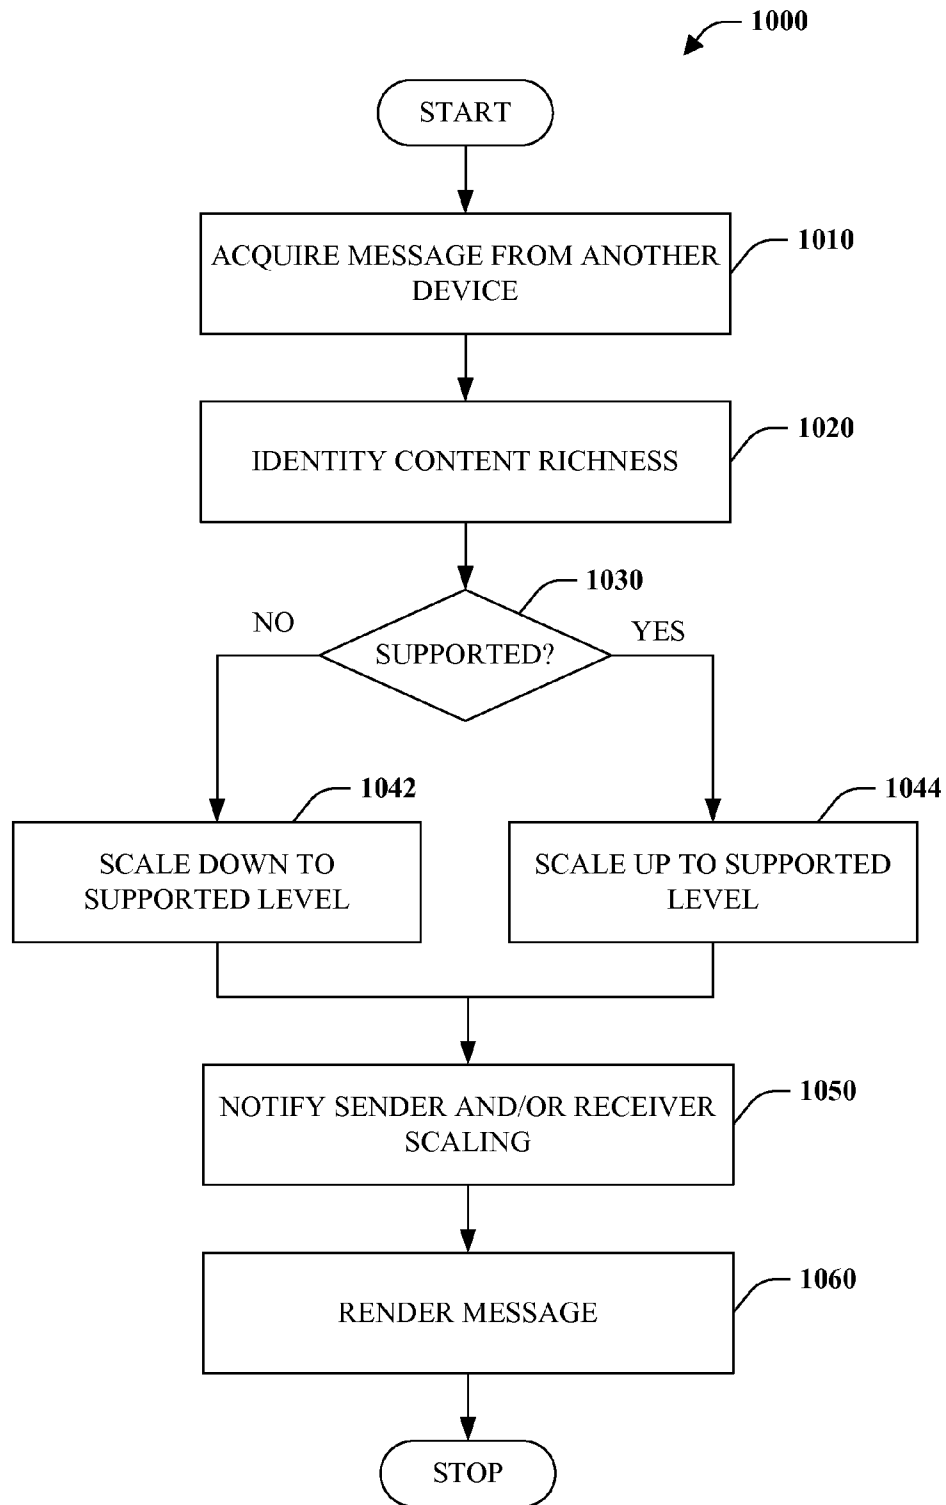 1000
START
ACQUIRE MESSAGE FROM ANOTHER
DEVICE
1010
IDENTITY CONTENT RICHNESS
1020
1030
NO
SUPPORTED?
YES
1042
SCALE DOWN TO
SUPPORTED LEVEL
1044
SCALE UP TO SUPPORTED
LEVEL
NOTIFY SENDER AND/OR RECEIVER
SCALING
1050
RENDER MESSAGE
1060
STOP